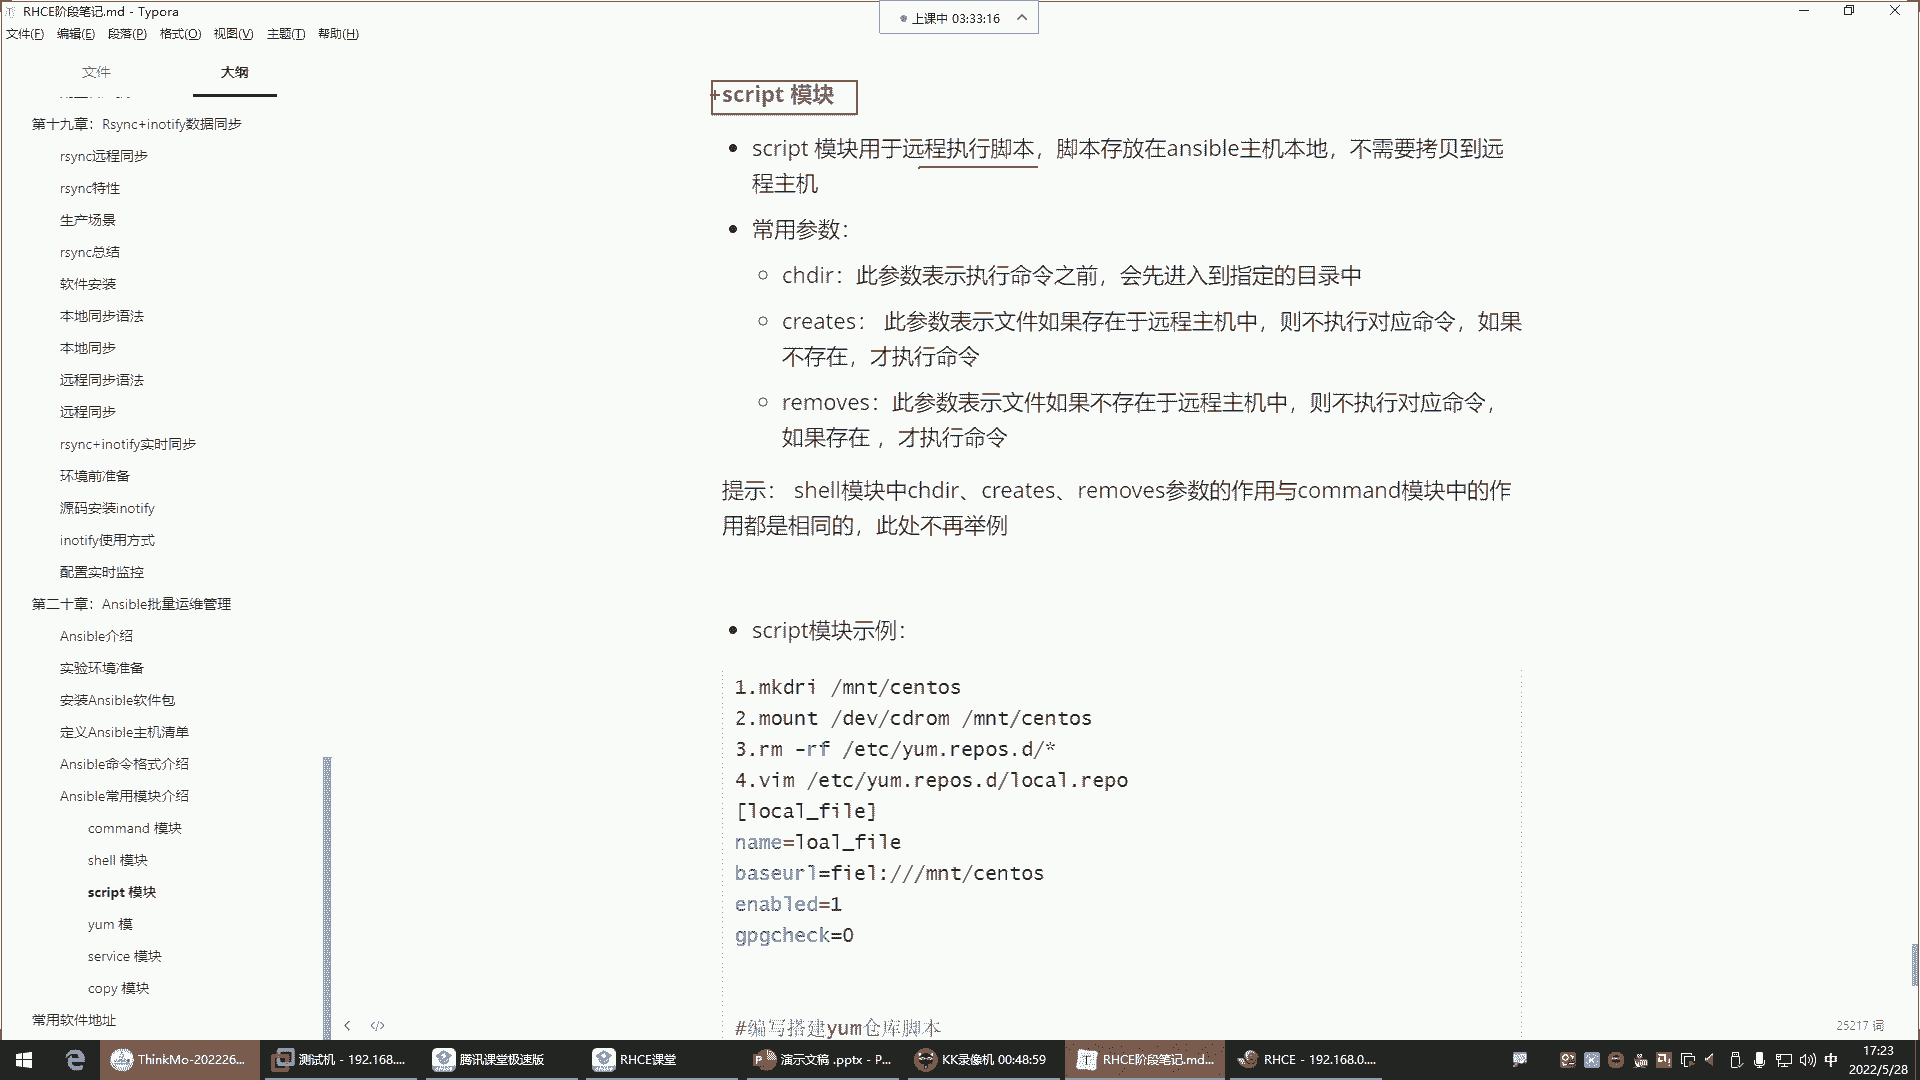 RHCE阶段笔记.md - Typora
上课中 03:33:16
文件(F) 编辑(E) 段落(P) 格式(O) 视图(V) 主题(T) 帮助(H)
文件 大纲
第十九章：Rsync+inotify数据同步
rsync远程同步
rsync特性
生产场景
rsync总结
软件安装
本地同步语法
本地同步
远程同步语法
远程同步
rsync+inotify实时同步
环境前准备
源码安装inotify
inotify使用方式
配置实时监控
第二十章：Ansible批量运维管理
Ansible介绍
实验环境准备
安装Ansible软件包
定义Ansible主机清单
Ansible命令格式介绍
Ansible常用模块介绍
command 模块
shell 模块
script 模块
yum 模
service 模块
copy 模块
常用软件地址
+script 模块
script 模块用于远程执行脚本，脚本存放在ansible主机本地，不需要拷贝到远
程主机
常用参数：
chdir：此参数表示执行命令之前，会先进入到指定的目录中
creates： 此参数表示文件如果存在于远程主机中，则不执行对应命令，如果
不存在，才执行命令
removes：此参数表示文件如果不存在于远程主机中，则不执行对应命令，
如果存在 ，才执行命令
提示： shell模块中chdir、creates、removes参数的作用与command模块中的作
用都是相同的，此处不再举例
script模块示例：
1.mkdri /mnt/centos
2.mount /dev/cdrom /mnt/centos
3.rm -rf /etc/yum.repos.d/*
4.vim /etc/yum.repos.d/local.repo
[local_file]
name=loal_file
baseurl=fiel:///mnt/centos
enabled=1
gpgcheck=0
#编写搭建yum仓库脚本
25217 词
ThinkMo-202226... 测试机 - 192.168.... 腾讯课堂极速版 RHCE课堂 演示文稿 .pptx - P... KK录像机 00:48:59 RHCE阶段笔记.md... RHCE - 192.168.0.... 中 17:23
2022/5/28